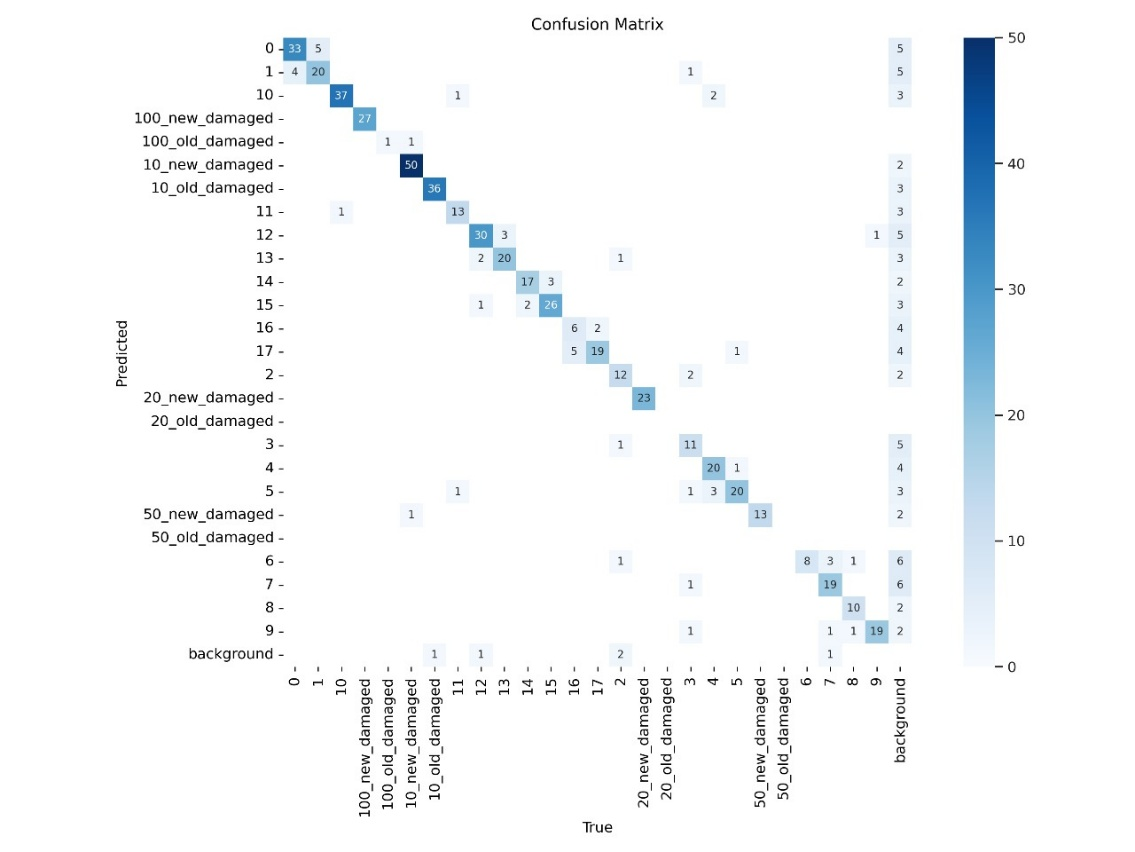 Confusion Matrix
0 33 5 5
1 4 20 1 5
10 37 1 2 3
100_new_damaged 27
100_old_damaged 1 1
10_new_damaged 50 2
10_old_damaged 36 3
11 1 13 3
12 30 3 1 5
13 2 20 1 3
14 17 3 2
15 1 2 26 3
16 6 2 4
17 5 19 1 4
2 12 2 2
20_new_damaged 23
20_old_damaged
3 1 11 5
4 20 1 4
5 1 1 3 20 3
50_new_damaged 1 13 2
50_old_damaged
6 1 8 3 1 6
7 1 19 6
8 10 2
9 1 1 1 19 2
background 1 1 2 1
Predicted
0
1
10
100_new_damaged
100_old_damaged
10_new_damaged
10_old_damaged
11
12
13
14
15
16
17
2
20_new_damaged
20_old_damaged
3
4
5
50_new_damaged
50_old_damaged
6
7
8
9
background
True
50
40
30
20
10
0